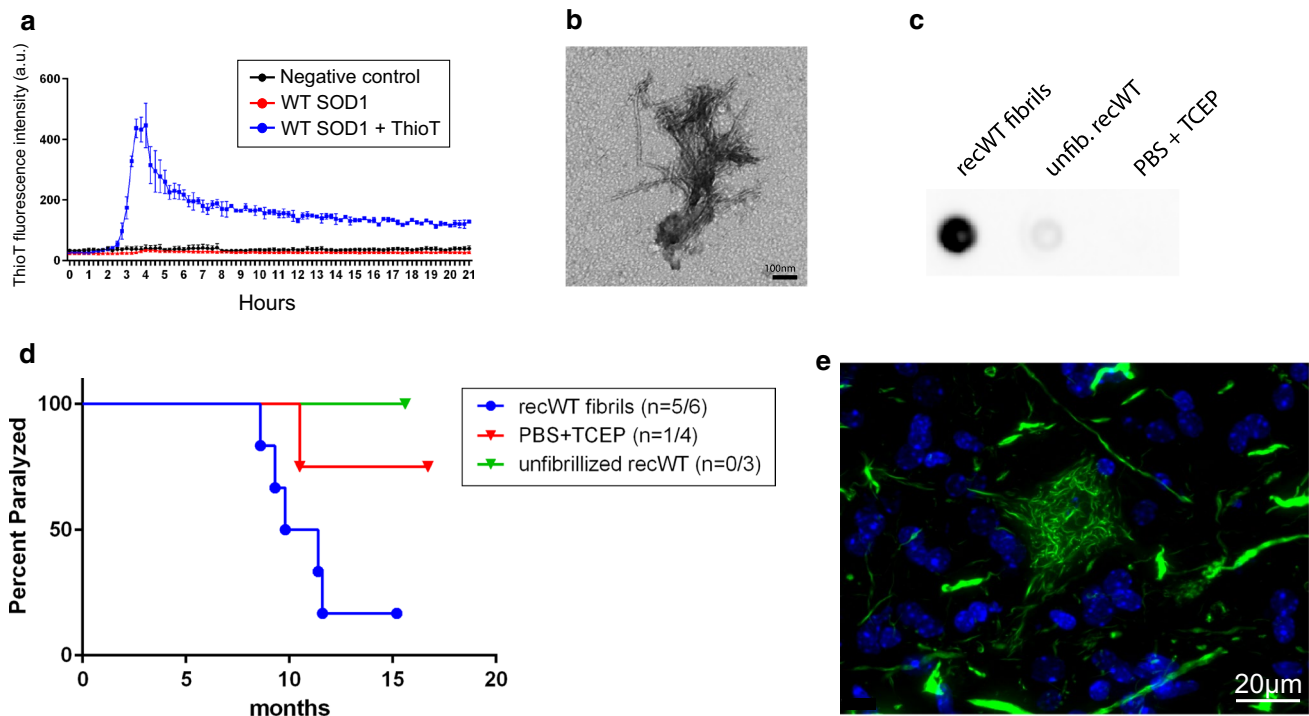 a
ThioT fluorescence intensity (a.u.)
600
400
200
0
0 1 2 3 4 5 6 7 8 9 10 11 12 13 14 15 16 17 18 19 20 21
Hours
Negative control
WT SOD1
WT SOD1 + ThioT
b
100nm
c
recWT fibrils
unfib. recWT
PBS + TCEP
d
Percent Paralyzed
100
50
0
0 5 10 15 20
months
recWT fibrils (n=5/6)
PBS+TCEP (n=1/4)
unfibrillized recWT (n=0/3)
e
20µm